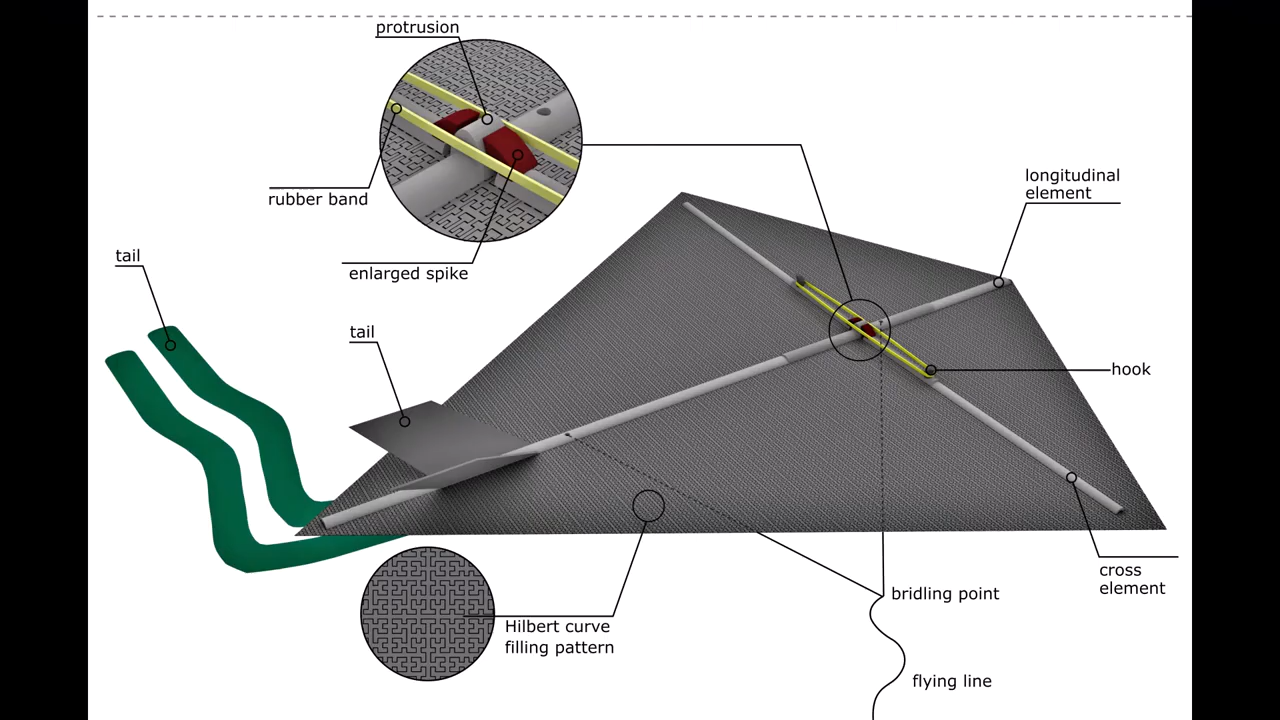 protrusion
longitudinal
element
rubber band
tail
enlarged spike
tail
hook
cross
element
bridling point
Hilbert curve
filling pattern
flying line